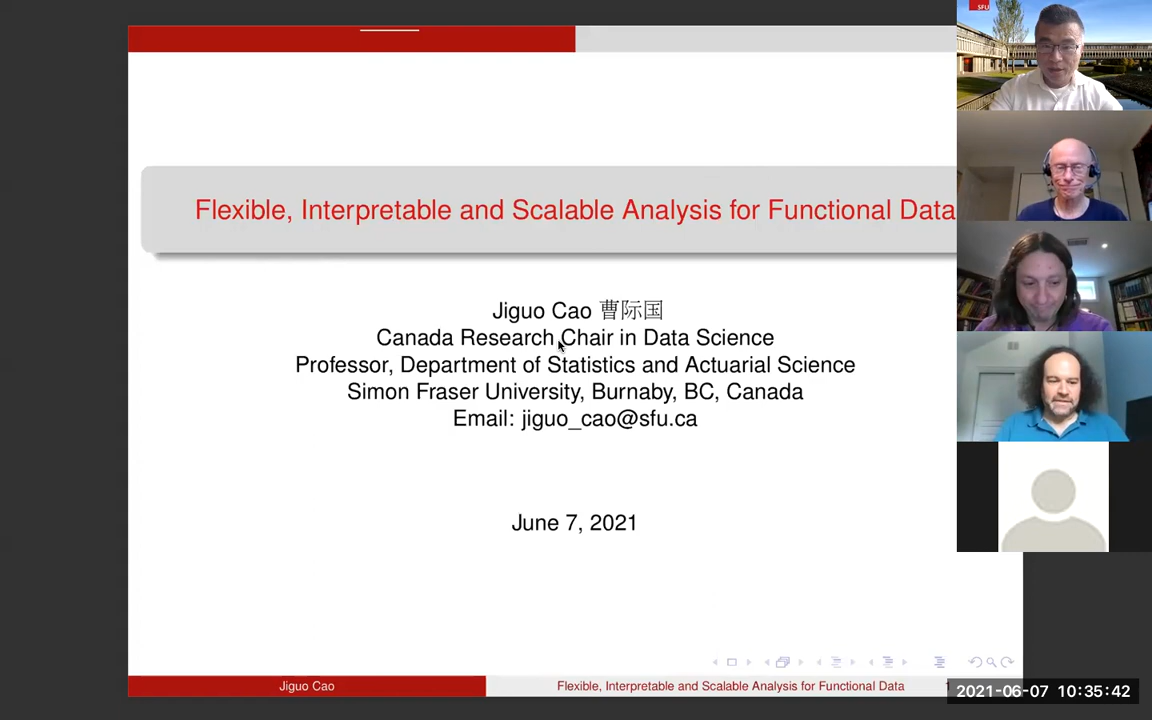 SFU
Flexible, Interpretable and Scalable Analysis for Functional Data
Jiguo Cao 曹际国
Canada Research Chair in Data Science
Professor, Department of Statistics and Actuarial Science
Simon Fraser University, Burnaby, BC, Canada
Email: jiguo_cao@sfu.ca
June 7, 2021
Jiguo Cao
Flexible, Interpretable and Scalable Analysis for Functional Data
2021-06-07 10:35:42